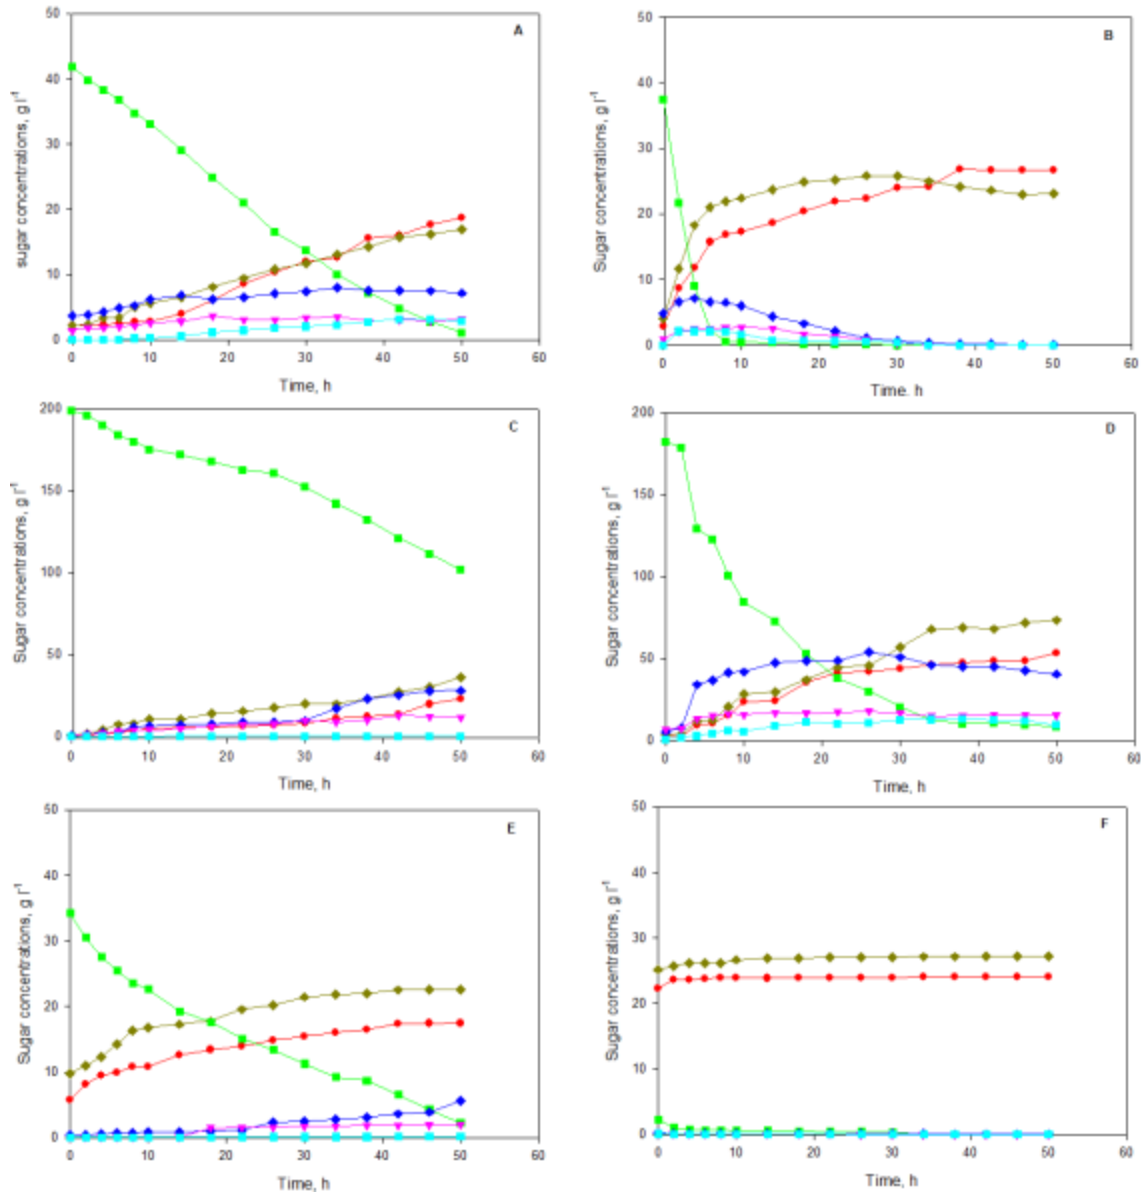 A
sugar concentrations, g l⁻¹
50
40
30
20
10
0
0 10 20 30 40 50 60
Time, h
B
Sugar concentrations, g l⁻¹
50
40
30
20
10
0
0 10 20 30 40 50 60
Time. h
C
Sugar concentrations, g l⁻¹
200
150
100
50
0
0 10 20 30 40 50 60
Time, h
D
Sugar concentrations, g l⁻¹
200
150
100
50
0
0 10 20 30 40 50 60
Time, h
E
Sugar concentrations, g l⁻¹
50
40
30
20
10
0
0 10 20 30 40 50 60
Time, h
F
Sugar concentrations, g l⁻¹
50
40
30
20
10
0
0 10 20 30 40 50 60
Time, h